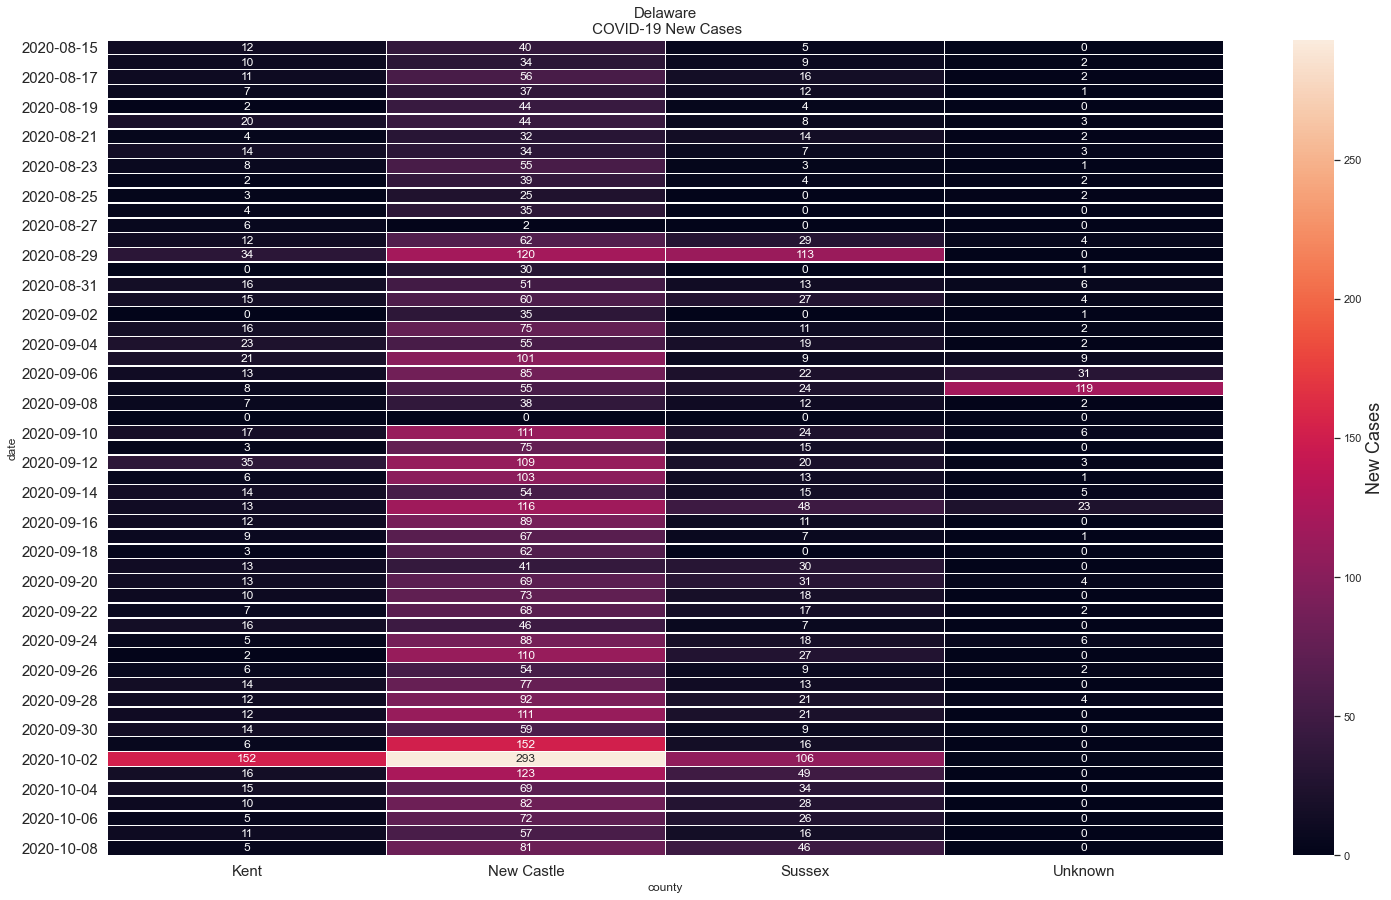 Delaware
COVID-19 New Cases
2020-08-15 12 40 5 0
10 34 9 2
2020-08-17 11 56 16 2
7 37 12 1
2020-08-19 2 44 4 0
20 44 8 3
2020-08-21 4 32 14 2
14 34 7 3
2020-08-23 8 55 3 1
2 39 4 2
2020-08-25 3 25 0 2
4 35 0 0
2020-08-27 6 2 0 0
12 62 29 4
2020-08-29 34 120 113 0
0 30 0 1
2020-08-31 16 51 13 6
15 60 27 4
2020-09-02 0 35 0 1
16 75 11 2
2020-09-04 23 55 19 2
21 101 9 9
2020-09-06 13 85 22 31
8 55 24 119
2020-09-08 7 38 12 2
0 0 0 0
2020-09-10 17 111 24 6
3 75 15 0
2020-09-12 35 109 20 3
6 103 13 1
2020-09-14 14 54 15 5
13 116 48 23
2020-09-16 12 89 11 0
9 67 7 1
2020-09-18 3 62 0 0
13 41 30 0
2020-09-20 13 69 31 4
10 73 18 0
2020-09-22 7 68 17 2
16 46 7 0
2020-09-24 5 88 18 6
2 110 27 0
2020-09-26 6 54 9 2
14 77 13 0
2020-09-28 12 92 21 4
12 111 21 0
2020-09-30 14 59 9 0
6 152 16 0
2020-10-02 152 293 106 0
16 123 49 0
2020-10-04 15 69 34 0
10 82 28 0
2020-10-06 5 72 26 0
11 57 16 0
2020-10-08 5 81 46 0
Kent New Castle Sussex Unknown
county
date
250
200
150
100
50
0
New Cases